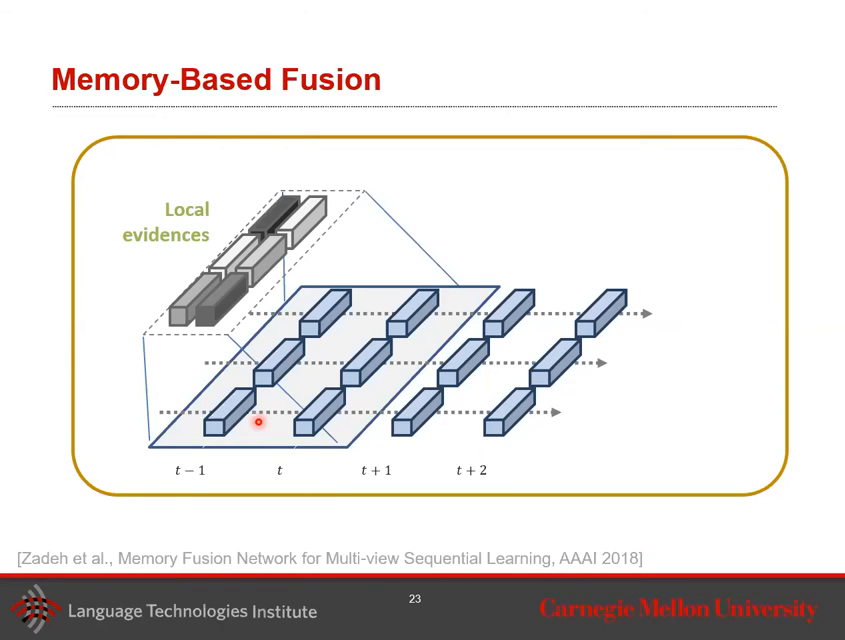 Memory-Based Fusion
Local
evidences
t − 1
t
t + 1
t + 2
[Zadeh et al., Memory Fusion Network for Multi-view Sequential Learning, AAAI 2018]
Language Technologies Institute
23
Carnegie Mellon University